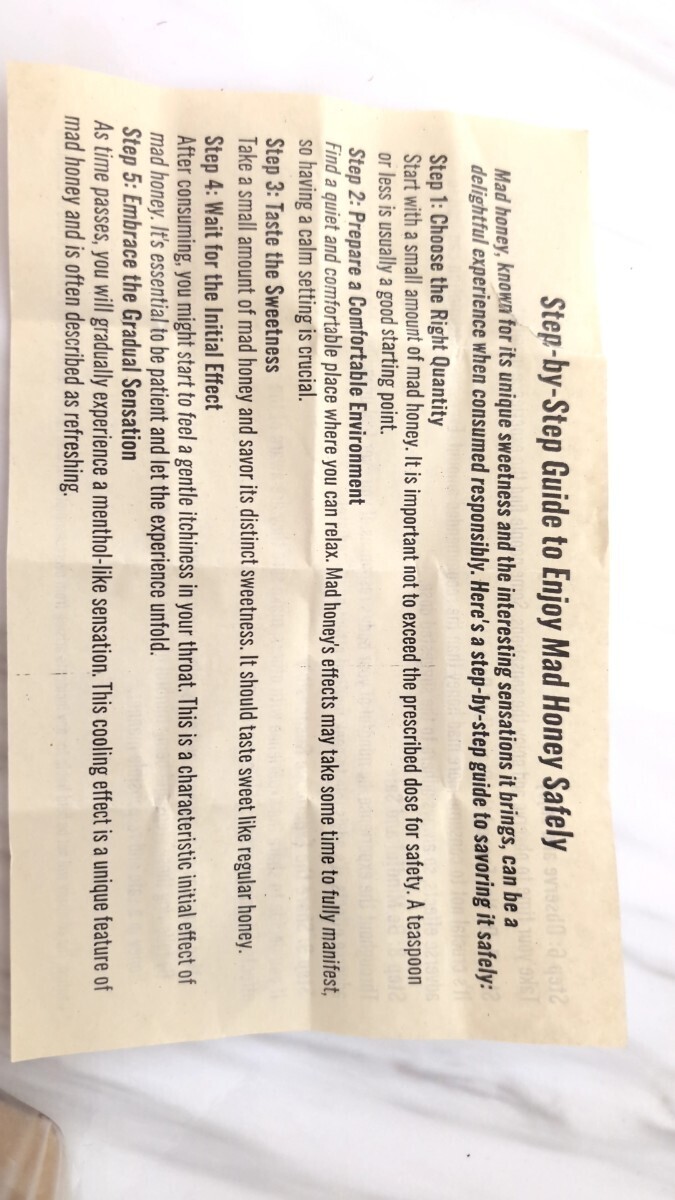 Step-by-Step Guide to Enjoy Mad Honey Safely
Mad honey, known for its unique sweetness and the interesting sensations it brings, can be a
delightful experience when consumed responsibly. Here's a step-by-step guide to savoring it safely:
Step 1: Choose the Right Quantity
Start with a small amount of mad honey. It is important not to exceed the prescribed dose for safety. A teaspoon
or less is usually a good starting point.
Step 2: Prepare a Comfortable Environment
Find a quiet and comfortable place where you can relax. Mad honey's effects may take some time to fully manifest,
so having a calm setting is crucial.
Step 3: Taste the Sweetness
Take a small amount of mad honey and savor its distinct sweetness. It should taste sweet like regular honey.
Step 4: Wait for the Initial Effect
After consuming, you might start to feel a gentle itchiness in your throat. This is a characteristic initial effect of
mad honey. It's essential to be patient and let the experience unfold.
Step 5: Embrace the Gradual Sensation
As time passes, you will gradually experience a menthol-like sensation. This cooling effect is a unique feature of
mad honey and is often described as refreshing.